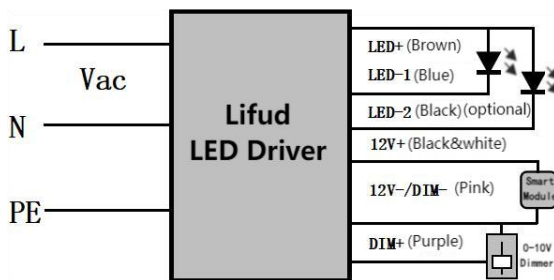 L
Vac
N
PE
Lifud
LED Driver
LED+ (Brown)
LED-1 (Blue)
LED-2 (Black)(optional)
12V+ (Black&white)
12V-/DIM- (Pink)
DIM+ (Purple)
Smart
Module
0-10V
Dimmer